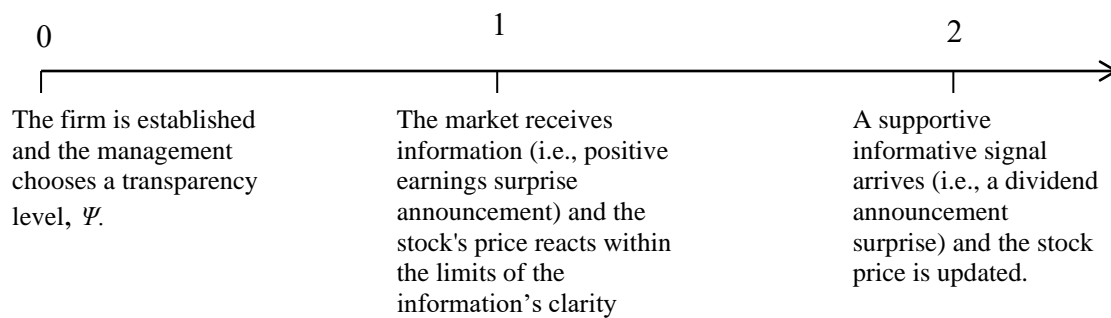 0
1
2
The firm is established
and the management
chooses a transparency
level, Ψ.
The market receives
information (i.e., positive
earnings surprise
announcement) and the
stock's price reacts within
the limits of the
information’s clarity
A supportive
informative signal
arrives (i.e., a dividend
announcement
surprise) and the stock
price is updated.